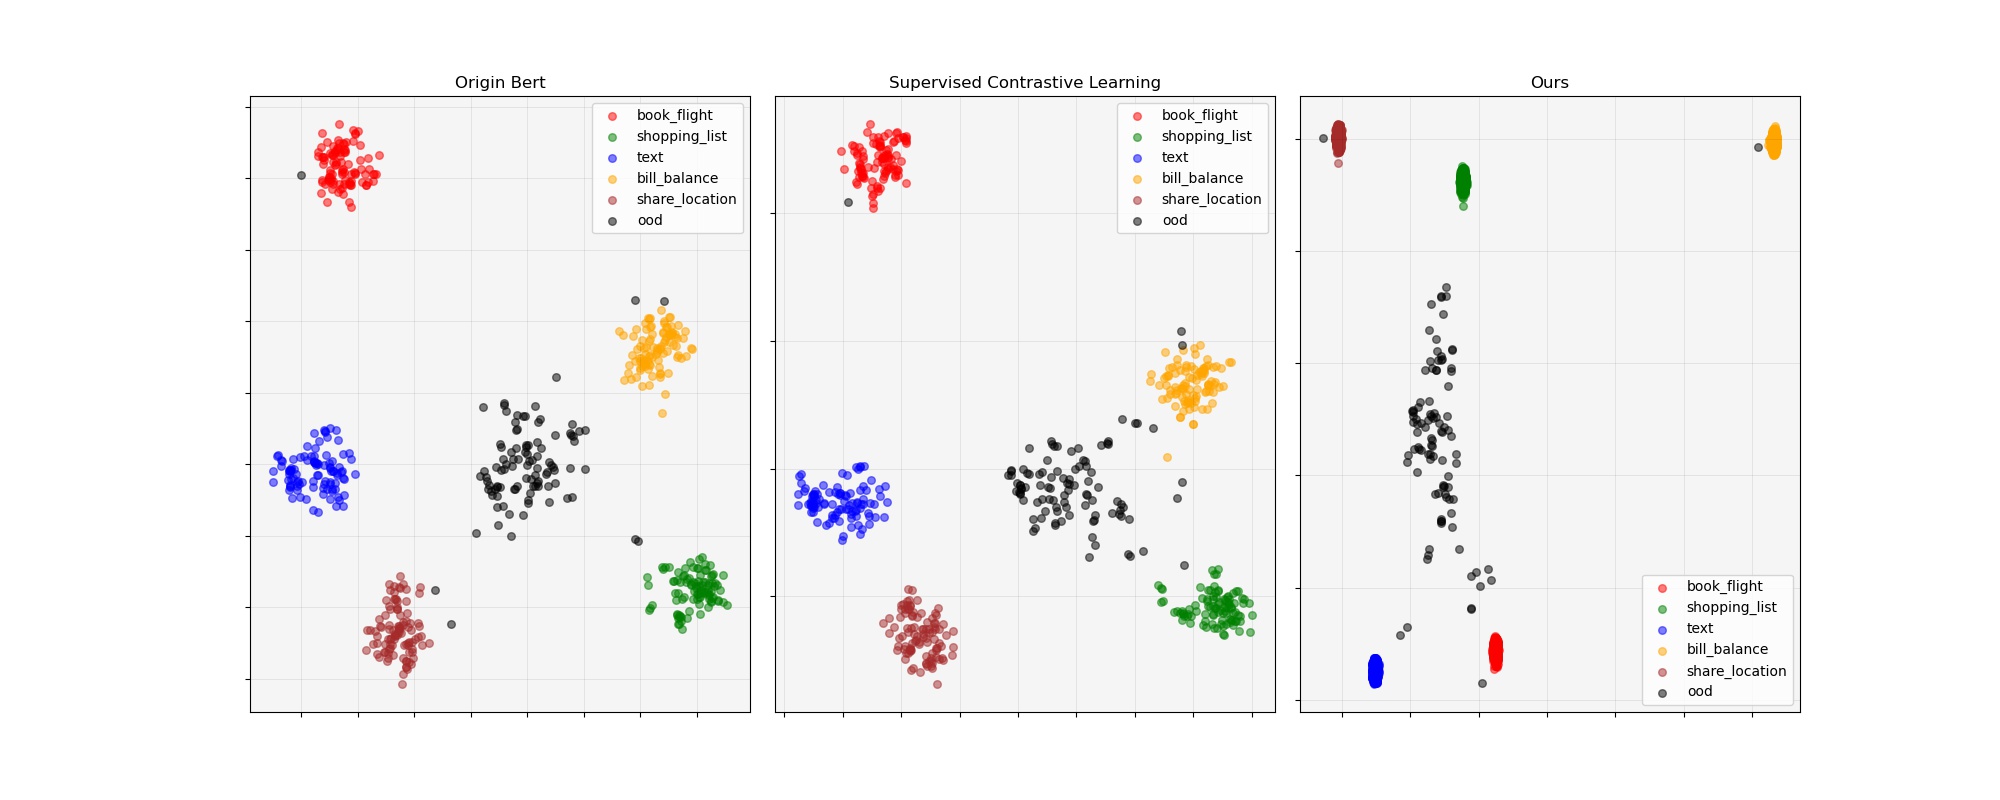 Origin Bert
book_flight
shopping_list
text
bill_balance
share_location
ood
Supervised Contrastive Learning
book_flight
shopping_list
text
bill_balance
share_location
ood
Ours
book_flight
shopping_list
text
bill_balance
share_location
ood